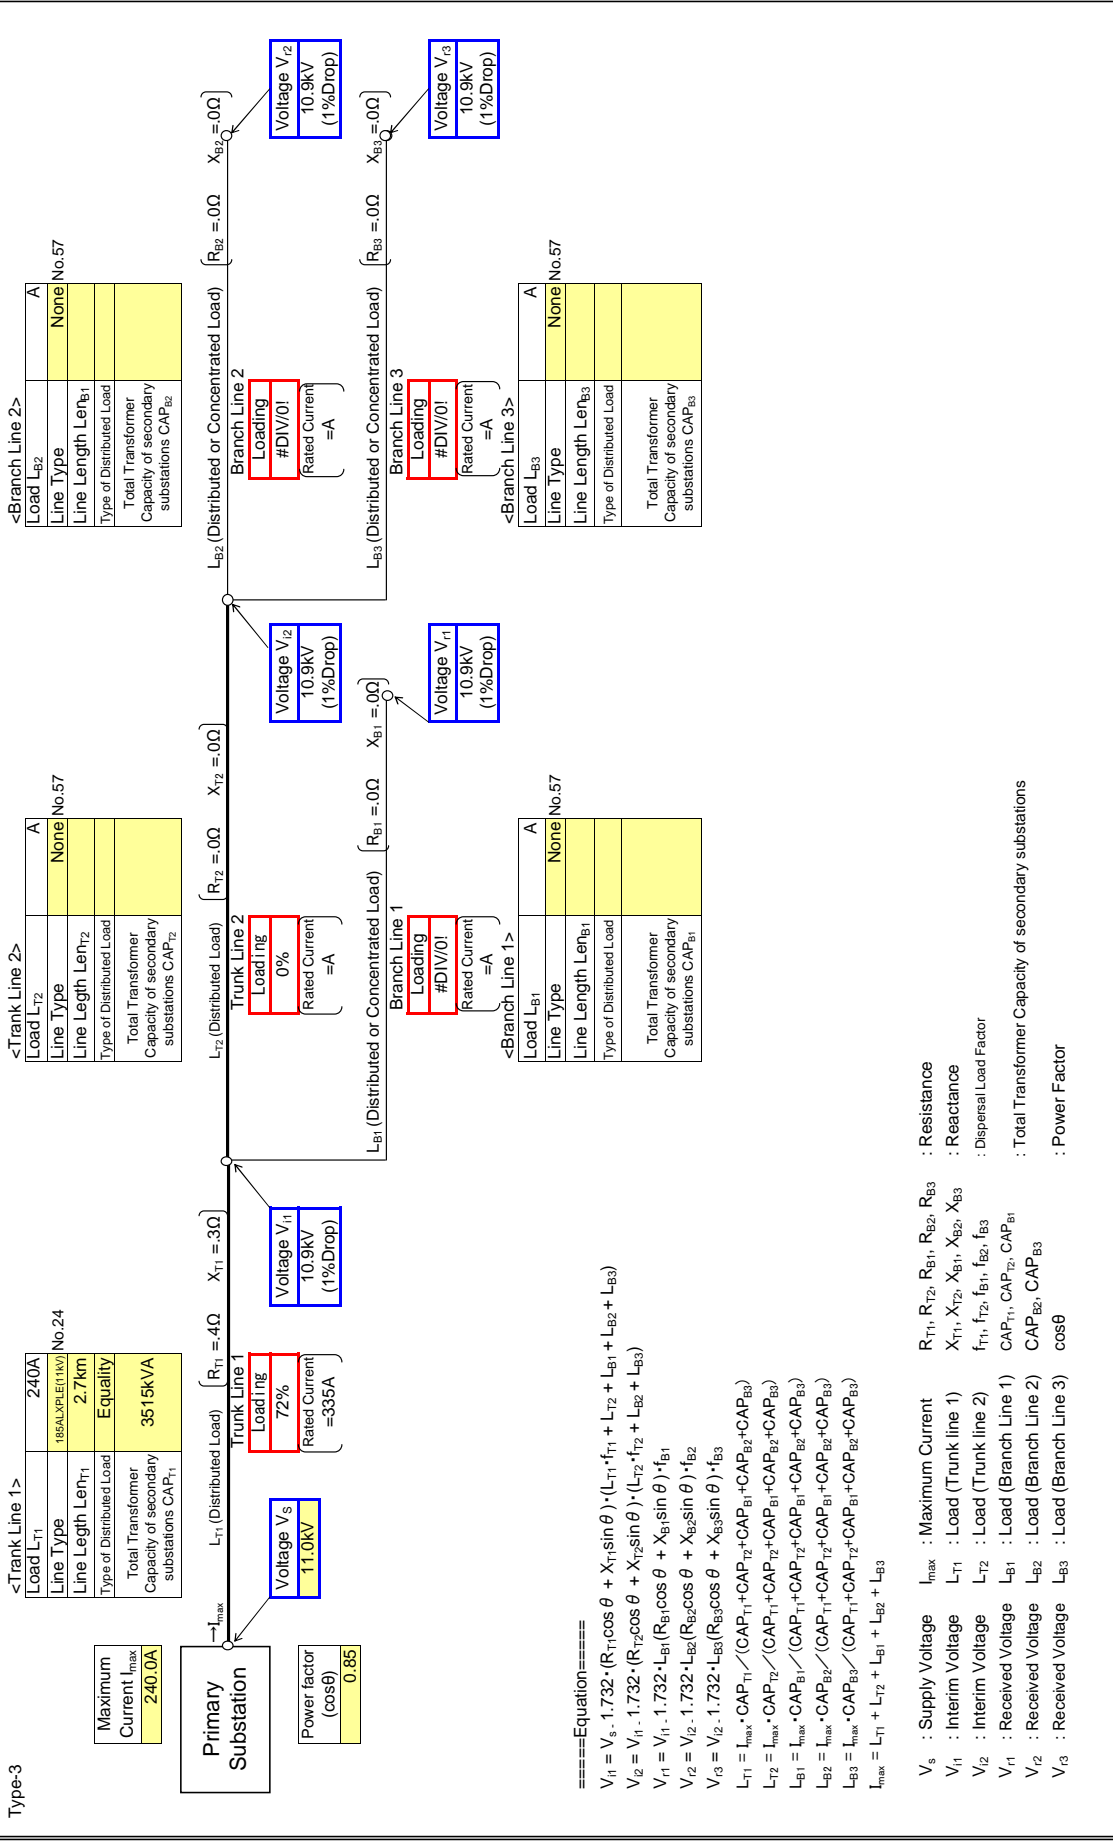 Type-3
Maximum
Current Imax
240.0A
Primary
Substation
Power factor
(cosθ)
0.85
→Imax
Voltage VS
11.0kV
<Trank Line 1>
Load LT1 240A
Line Type 185ALXPLE(11kV) No.24
Line Length LenT1 2.7km
Type of Distributed Load Equality
Total Transformer
Capacity of secondary
substations CAPT1 3515kVA
LT1 (Distributed Load) RT1 =.4Ω XT1 =.3Ω
Trunk Line 1
Loading
72%
Rated Current
=335A
Voltage Vi1
10.9kV
(1%Drop)
<Trank Line 2>
Load LT2 A
Line Type None No.57
Line Legth LenT2
Type of Distributed Load
Total Transformer
Capacity of secondary
substations CAPT2
LT2 (Distributed Load) RT2 =.0Ω XT2 =.0Ω
Trunk Line 2
Loading
0%
Rated Current
=A
Voltage Vi2
10.9kV
(1%Drop)
LB1 (Distributed or Concentrated Load) RB1 =.0Ω XB1 =.0Ω
Branch Line 1
Loading
#DIV/0!
Rated Current
=A
Voltage Vr1
10.9kV
(1%Drop)
<Branch Line 1>
Load LB1 A
Line Type None No.57
Line Length LenB1
Type of Distributed Load
Total Transformer
Capacity of secondary
substations CAPB1
<Branch Line 2>
Load LB2 A
Line Type None No.57
Line Length LenB1
Type of Distributed Load
Total Transformer
Capacity of secondary
substations CAPB2
LB2 (Distributed or Concentrated Load) RB2 =.0Ω XB2 =.0Ω
Branch Line 2
Loading
#DIV/0!
Rated Current
=A
Voltage Vr2
10.9kV
(1%Drop)
LB3 (Distributed or Concentrated Load) RB3 =.0Ω XB3 =.0Ω
Branch Line 3
Loading
#DIV/0!
Rated Current
=A
Voltage Vr3
10.9kV
(1%Drop)
<Branch Line 3>
Load LB3 A
Line Type None No.57
Line Length LenB3
Type of Distributed Load
Total Transformer
Capacity of secondary
substations CAPB3
=====Equation=====
Vi1 = VS - 1.732・(RT1cosθ + XT1sinθ)・(LT1・fT1 + LT2 + LB1 + LB2 + LB3)
Vi2 = Vi1 - 1.732・(RT2cosθ + XT2sinθ)・(LT2・fT2 + LB2 + LB3)
Vr1 = Vi1 - 1.732・LB1(RB1cosθ + XB1sinθ)・fB1
Vr2 = Vi2 - 1.732・LB2(RB2cosθ + XB2sinθ)・fB2
Vr3 = Vi2 - 1.732・LB3(RB3cosθ + XB3sinθ)・fB3
LT1 = Imax・CAPT1／(CAPT1+CAPT2+CAPB1+CAPB2+CAPB3)
LT2 = Imax・CAPT2／(CAPT1+CAPT2+CAPB1+CAPB2+CAPB3)
LB1 = Imax・CAPB1／(CAPT1+CAPT2+CAPB1+CAPB2+CAPB3)
LB2 = Imax・CAPB2／(CAPT1+CAPT2+CAPB1+CAPB2+CAPB3)
LB3 = Imax・CAPB3／(CAPT1+CAPT2+CAPB1+CAPB2+CAPB3)
Imax = LT1 + LT2 + LB1 + LB2 + LB3
Vs : Supply Voltage Imax : Maximum Current RT1, RT2, RB1, RB2, RB3 : Resistance
Vi1 : Interim Voltage LT1 : Load (Trunk line 1) XT1, XT2, XB1, XB2, XB3 : Reactance
Vi2 : Interim Voltage LT2 : Load (Trunk line 2) fT1, fT2, fB1, fB2, fB3 : Dispersal Load Factor
Vr1 : Received Voltage LB1 : Load (Branch Line 1) CAPT1, CAPT2, CAPB1 : Total Transformer Capacity of secondary substations
Vr2 : Received Voltage LB2 : Load (Branch Line 2) CAPB2, CAPB3
Vr3 : Received Voltage LB3 : Load (Branch Line 3) cosθ : Power Factor